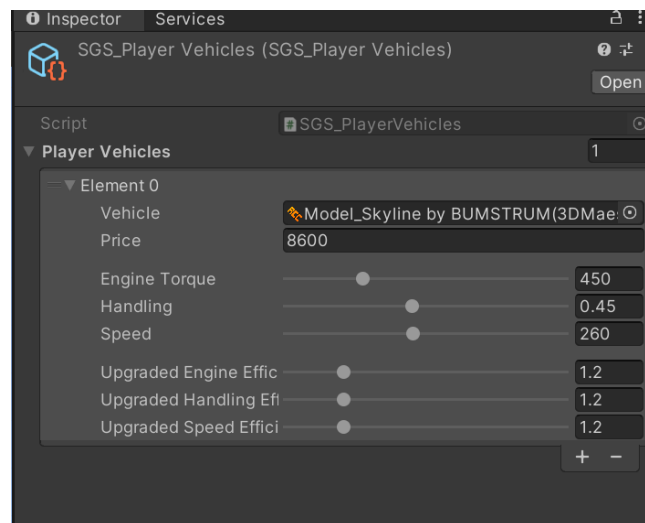 Inspector Services
SGS_Player Vehicles (SGS_Player Vehicles)
Open
Script SGS_PlayerVehicles
Player Vehicles 1
Element 0
Vehicle Model_Skyline by BUMSTRUM(3DMae
Price 8600
Engine Torque 450
Handling 0.45
Speed 260
Upgraded Engine Effic 1.2
Upgraded Handling Eff 1.2
Upgraded Speed Effici 1.2